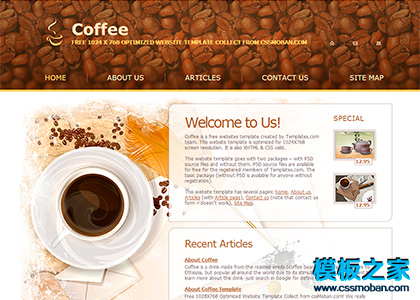 Coffee
FREE 1024 X 768 OPTIMIZED WEBSITE TEMPLATE COLLECT FROM CSSMOBAN.COM
HOME ABOUT US ARTICLES CONTACT US SITE MAP
Welcome to Us!
Coffee is a free websites template created by Templates.com
team. This website template is optimized for 1024X768
screen resolution. It is also XHTML & CSS valid.
The website template goes with two packages – with PSD
source files and without them. PSD source files are available
for free for the registered members of Templates.com. The
basic package (without PSD source) is available for anyone without
registration).
The website template has several pages: home, About us,
Articles (with Article page), Contact us (note that contact us
form – doesn't work), Site Map.
SPECIAL
12.95
12.95
Recent Articles
About Coffee
Coffee is a drink made from the roasted seeds (coffee
Ethiopia, but popular all around the world due to its
to learn more about the drink, just search in Google for
About Coffee Template
Free 1028X768 Optimized Website Template Collect from cssMoban.com! We really
模板之家
www.cssmoban.com